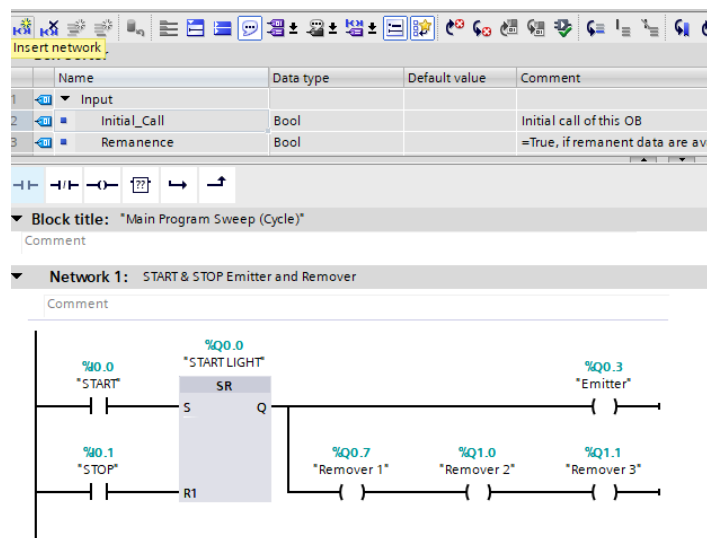 Insert network
Name Data type Default value Comment
1 Input
2 Initial_Call Bool Initial call of this OB
3 Remanence Bool =True, if remanent data are av
??
Block title: "Main Program Sweep (Cycle)"
Comment
Network 1: START & STOP Emitter and Remover
Comment
%Q0.0
"START LIGHT"
%I0.0
"START"
SR
S Q
%Q0.3
"Emitter"
%I0.1
"STOP"
R1
%Q0.7 %Q1.0 %Q1.1
"Remover 1" "Remover 2" "Remover 3"